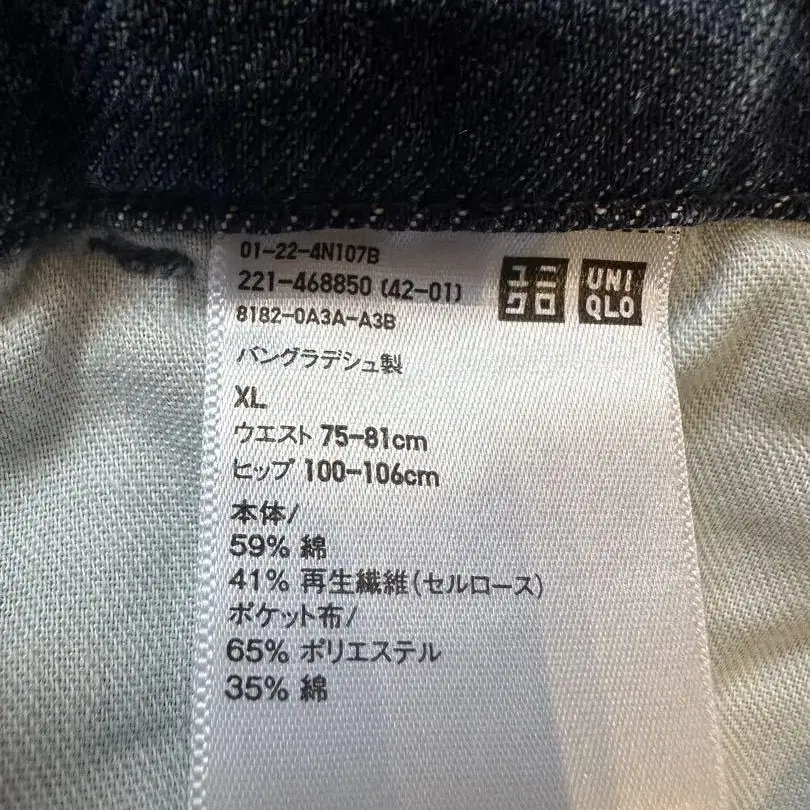 01-22-4N107B
221-468850 (42-01)
8182-0A3A-A3B
ユニ
クロ
UNI
QLO
バングラデシュ製
XL
ウエスト 75-81cm
ヒップ 100-106cm
本体/
59% 綿
41% 再生繊維(セルロース)
ポケット布/
65% ポリエステル
35% 綿